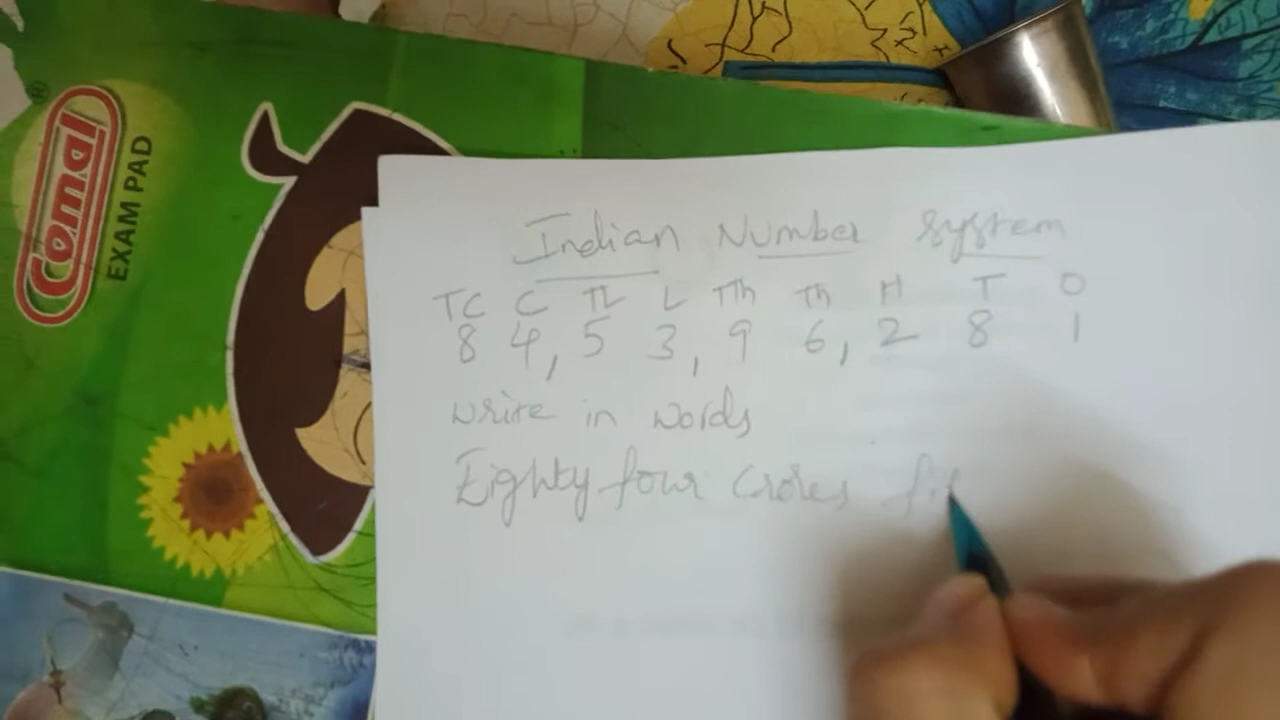 Comal
EXAM PAD
Indian Number System
TC C TL L TTh Th H T O
8 4, 5 3, 9 6, 2 8 1
write in words
Eighty four Crores fi